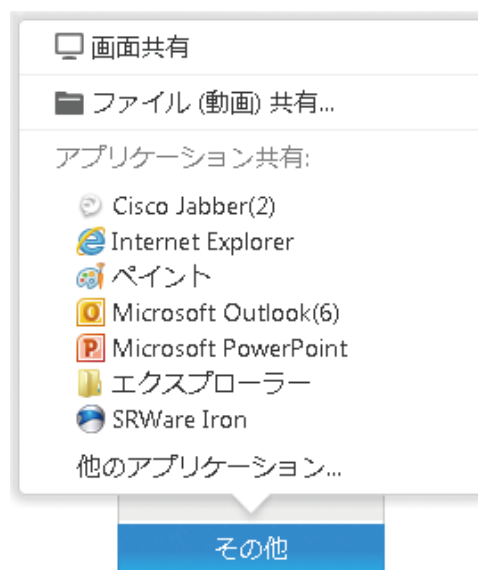 画面共有
ファイル (動画) 共有...
アプリケーション共有:
Cisco Jabber(2)
Internet Explorer
ペイント
Microsoft Outlook(6)
Microsoft PowerPoint
エクスプローラー
SRWare Iron
他のアプリケーション...
その他